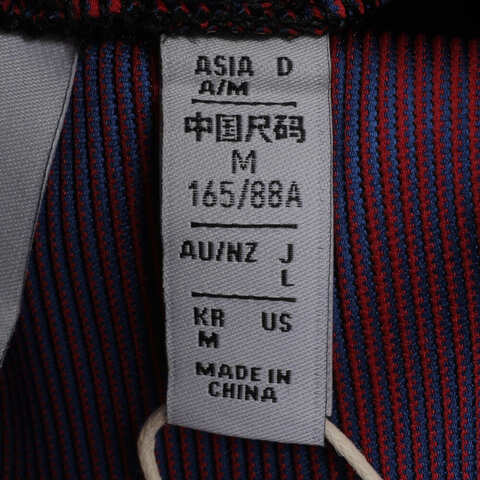 ASIA D
A/M
中国尺码
M
165/88A
AU/NZ J
L
KR US
M
MADE IN
CHINA